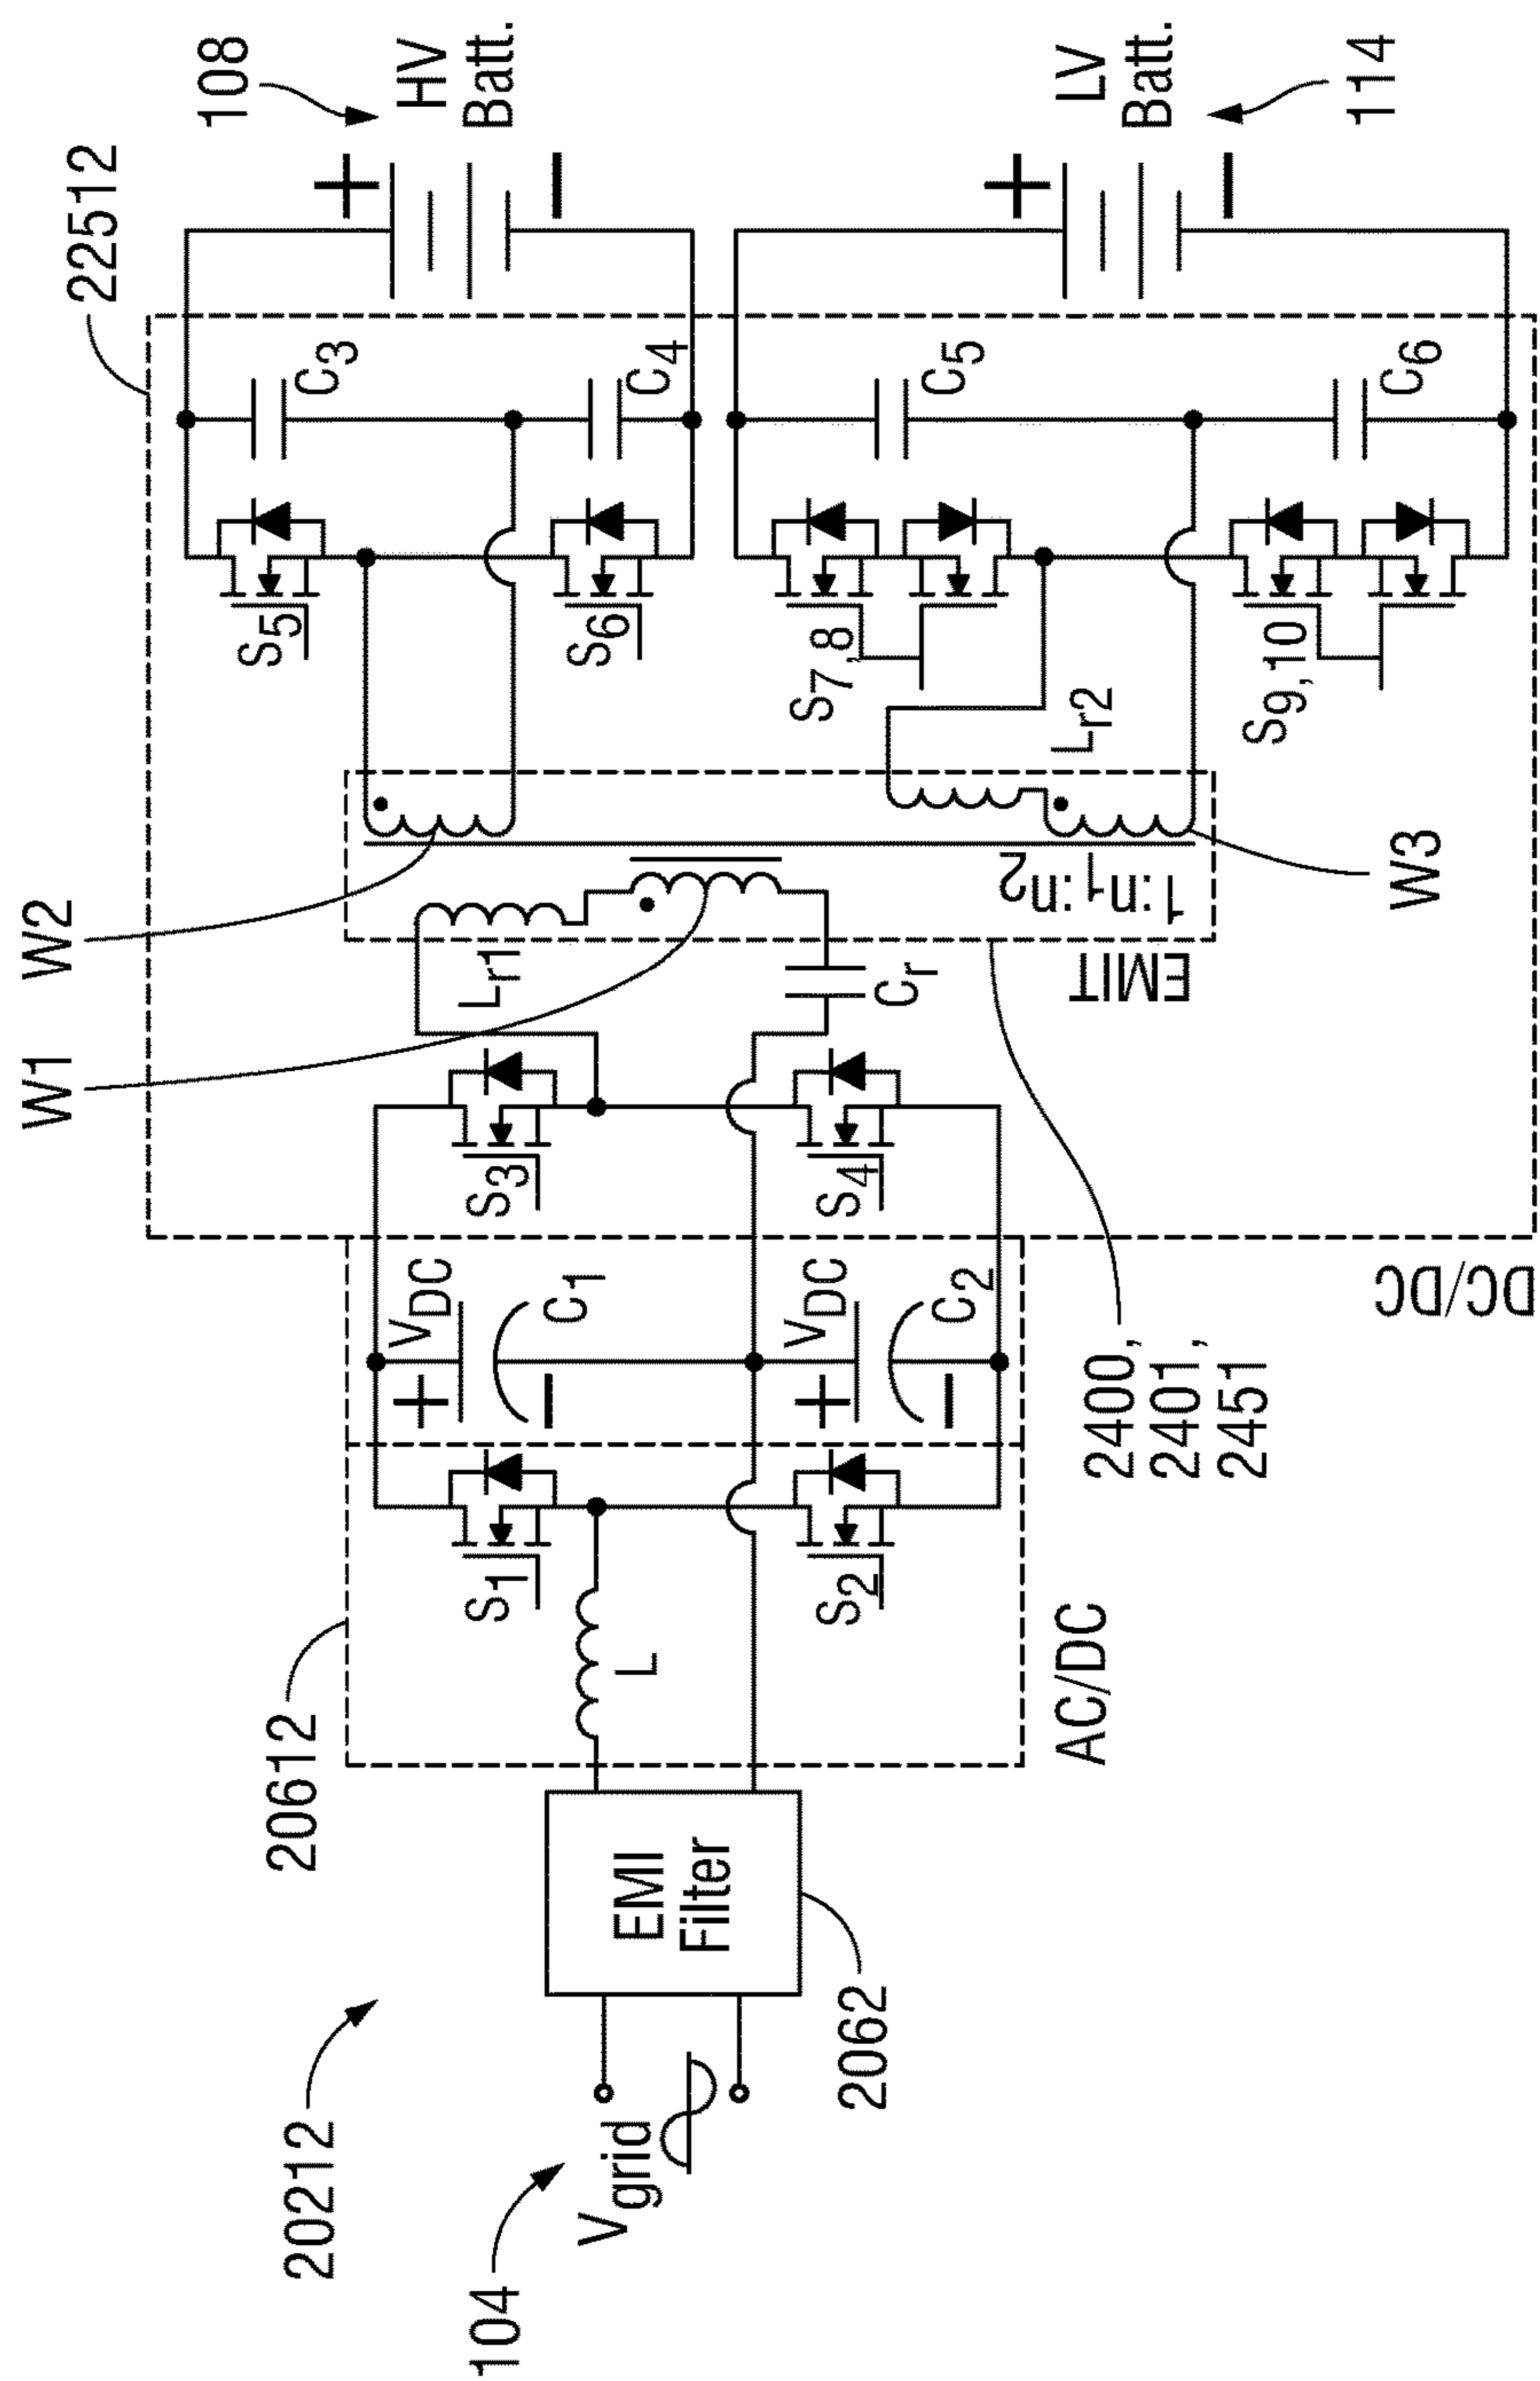 20212
104
Vgrid
EMI
Filter
2062
20612
L
S1
S2
AC/DC
+
VDC
−
C1
+
VDC
−
C2
DC/DC
22512
S3
S4
Lr1
Cr
W1
W2
W3
1:n1:n2
EMIT
2400,
2401,
2451
Lr2
S5
S6
S7,8
S9,10
C3
C4
C5
C6
+
−
HV
Batt.
108
+
−
LV
Batt.
114